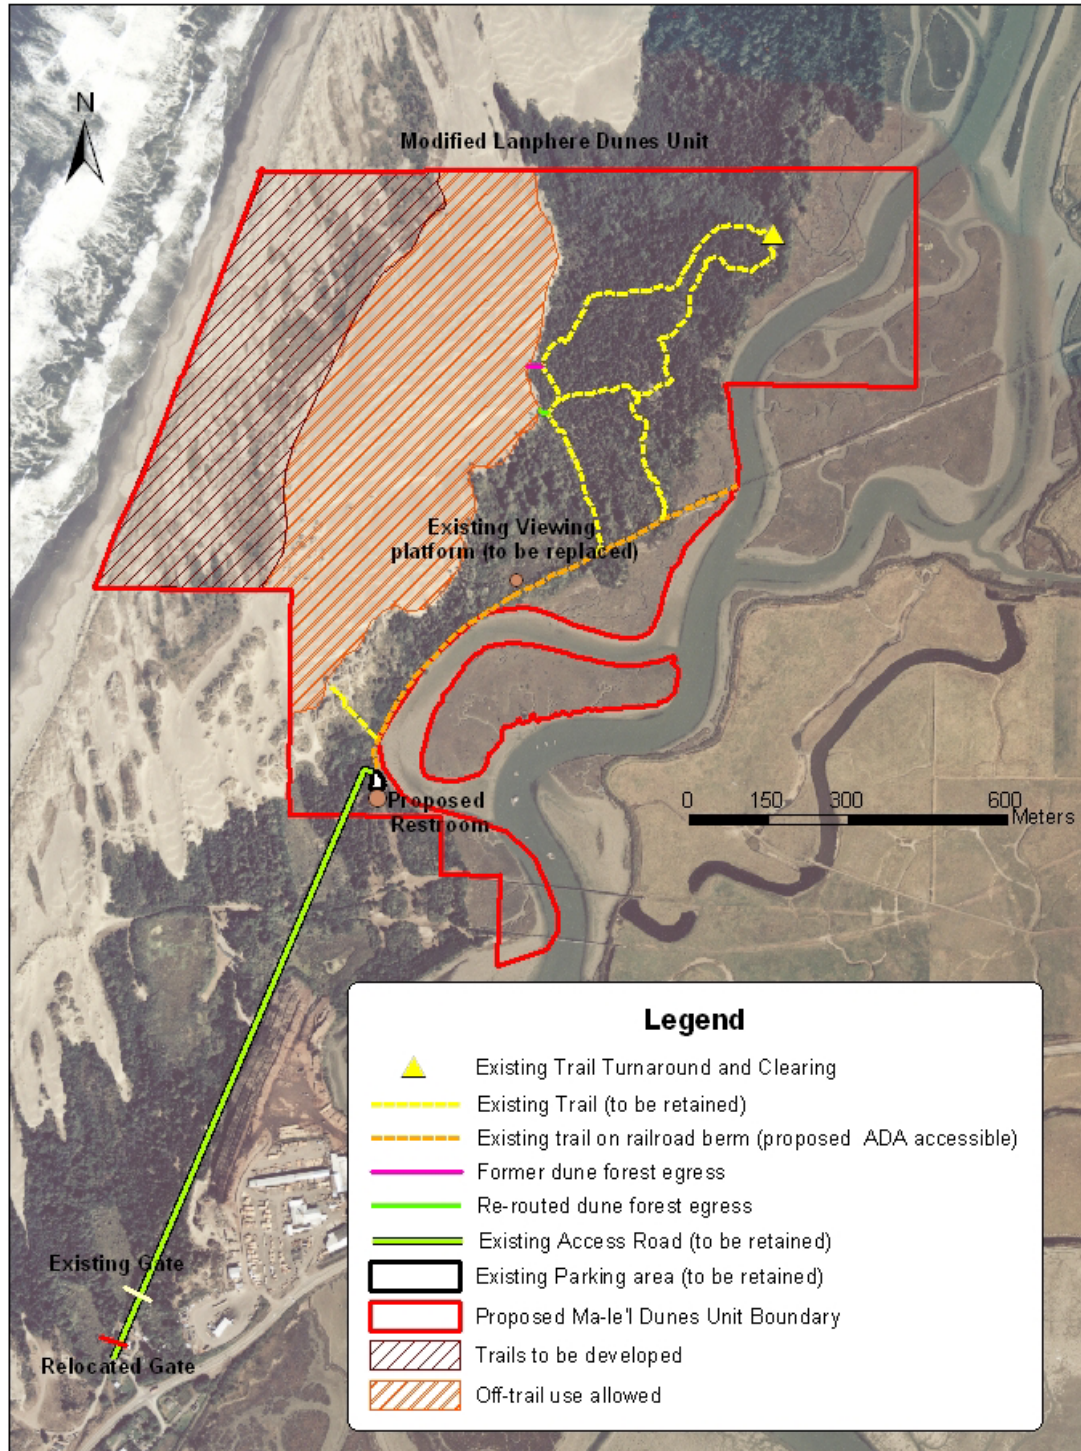 N
Modified Lanphere Dunes Unit
Existing Viewing
platform (to be replaced)
Proposed
Restroom
0 150 300 600
Meters
Existing Gate
Relocated Gate
Legend
Existing Trail Turnaround and Clearing
Existing Trail (to be retained)
Existing trail on railroad berm (proposed ADA accessible)
Former dune forest egress
Re-routed dune forest egress
Existing Access Road (to be retained)
Existing Parking area (to be retained)
Proposed Ma-le'l Dunes Unit Boundary
Trails to be developed
Off-trail use allowed